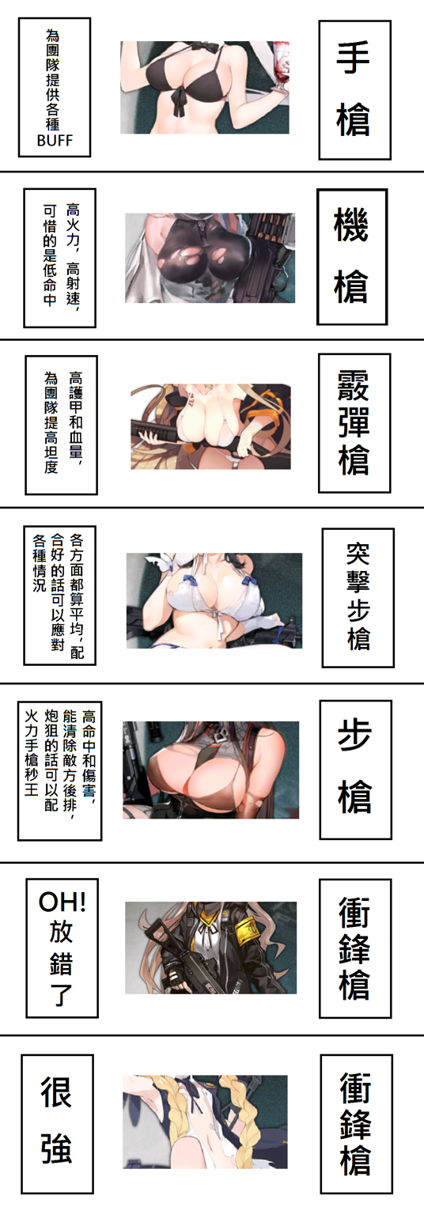 手槍
為團隊提供各種
BUFF
機槍
高火力，高射速，
可惜的是低命中
霰彈槍
高護甲和血量，
為團隊提高坦度
突擊步槍
各方面都算平均，配
合好的話可以應對
各種情況
步槍
高命中和傷害，
能清除敵方後排，
炮狙的話可以配
火力手槍秒王
衝鋒槍
OH!
放錯了
衝鋒槍
很強